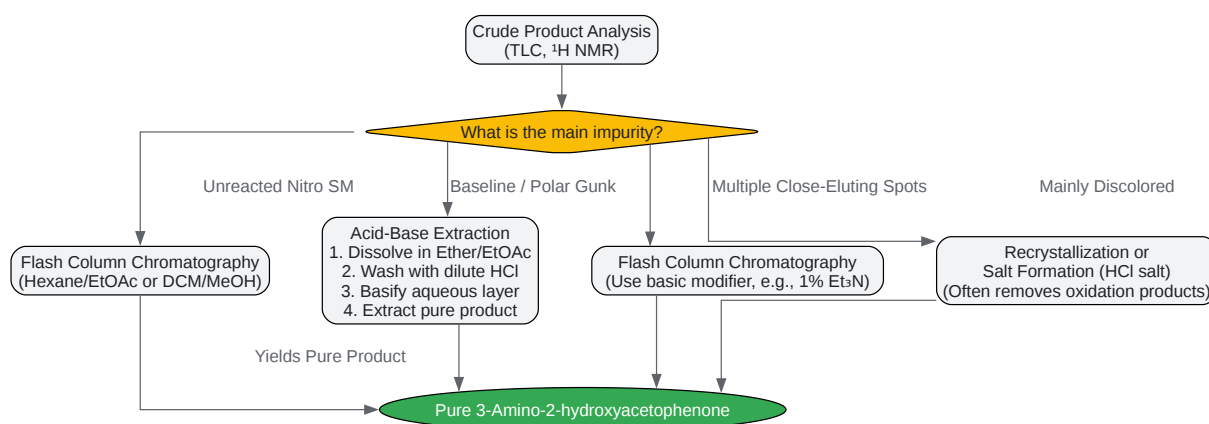 Crude Product Analysis
(TLC, ¹H NMR)
What is the main impurity?
Unreacted Nitro SM
Baseline / Polar Gunk
Multiple Close-Eluting Spots
Mainly Discolored
Flash Column Chromatography
(Hexane/EtOAc or DCM/MeOH)
Acid-Base Extraction
1. Dissolve in Ether/EtOAc
2. Wash with dilute HCl
3. Basify aqueous layer
4. Extract pure product
Flash Column Chromatography
(Use basic modifier, e.g., 1% Et₃N)
Recrystallization or
Salt Formation (HCl salt)
(Often removes oxidation products)
Yields Pure Product
Pure 3-Amino-2-hydroxyacetophenone